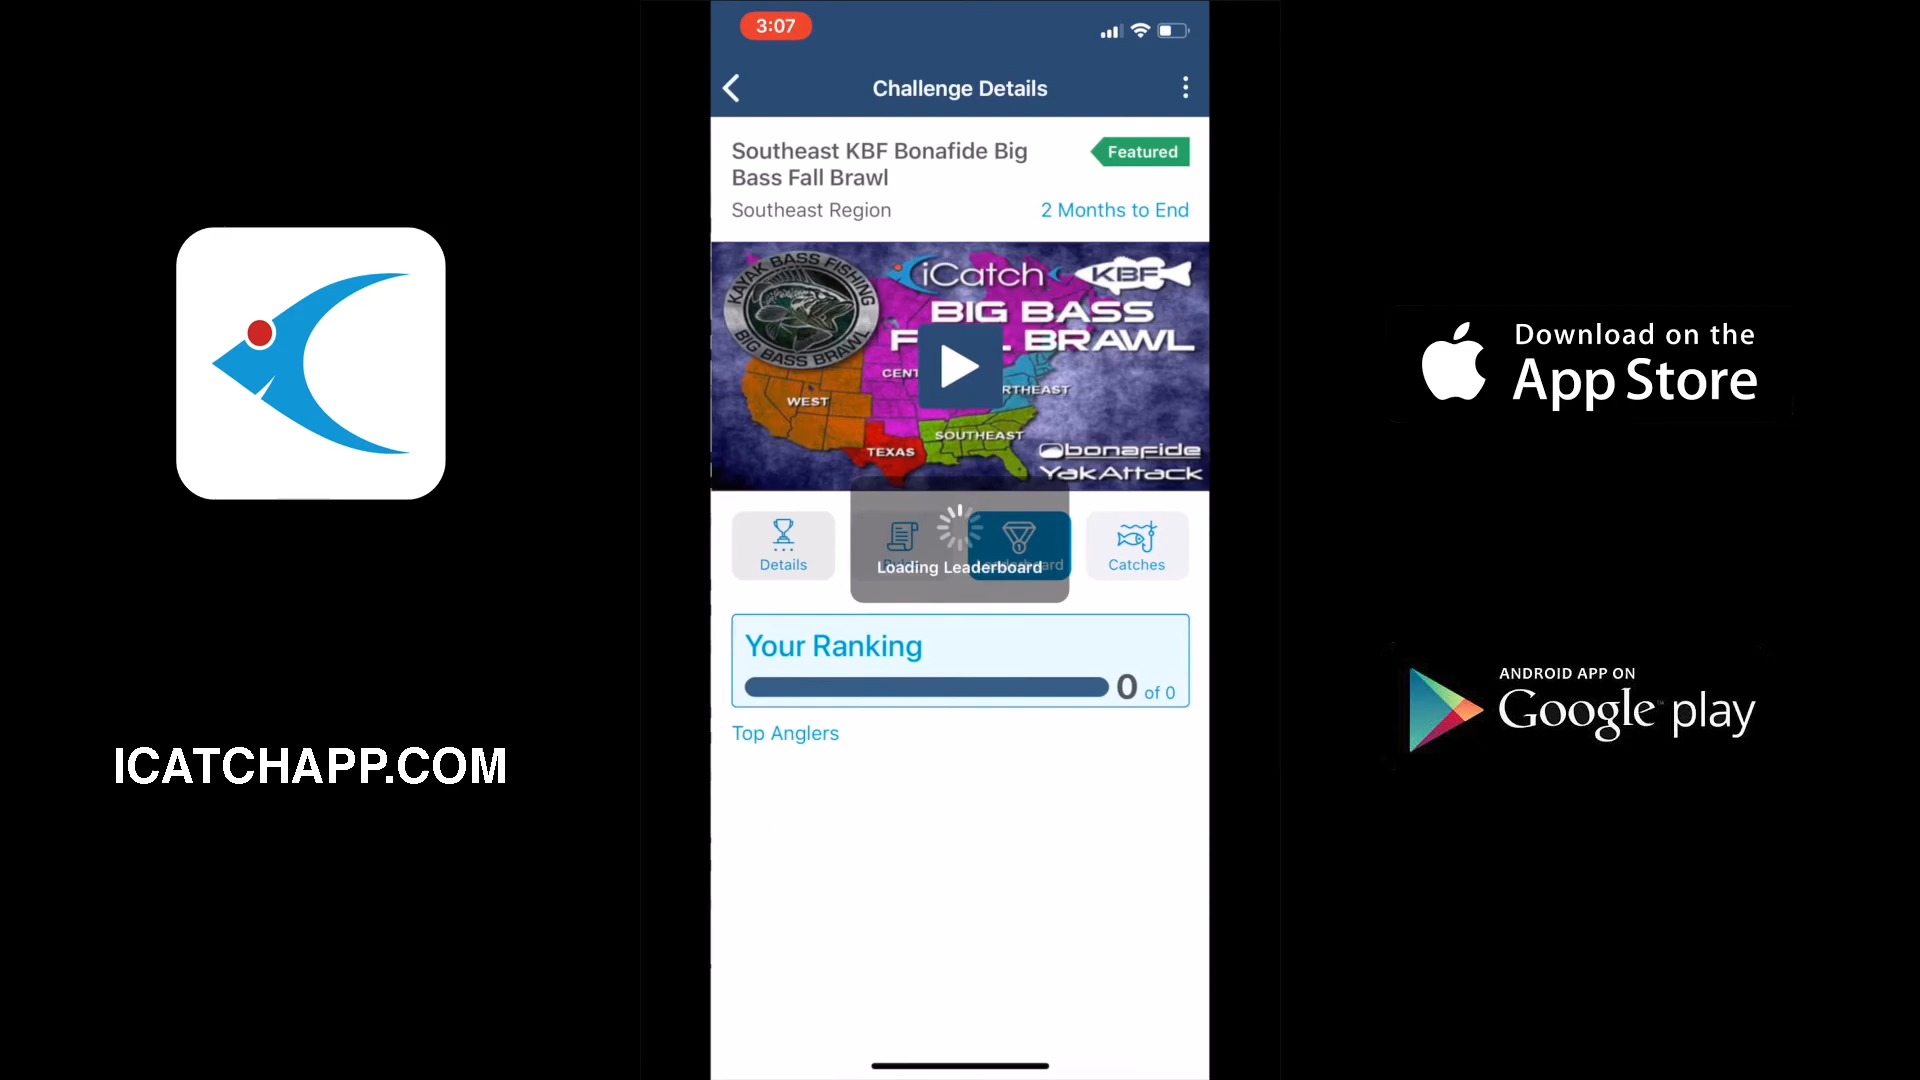 3:07
Challenge Details
Southeast KBF Bonafide Big
Bass Fall Brawl
Featured
Southeast Region
2 Months to End
KAYAK BASS FISHING
BIG BASS BRAWL
iCatch
KBF
BIG BASS
BRAWL
WEST
SOUTHEAST
TEXAS
bonafide
YakAttack
Details
Loading Leaderboard
Catches
Your Ranking
0 of 0
Top Anglers
ICATCHAPP.COM
Download on the
App Store
ANDROID APP ON
Google play